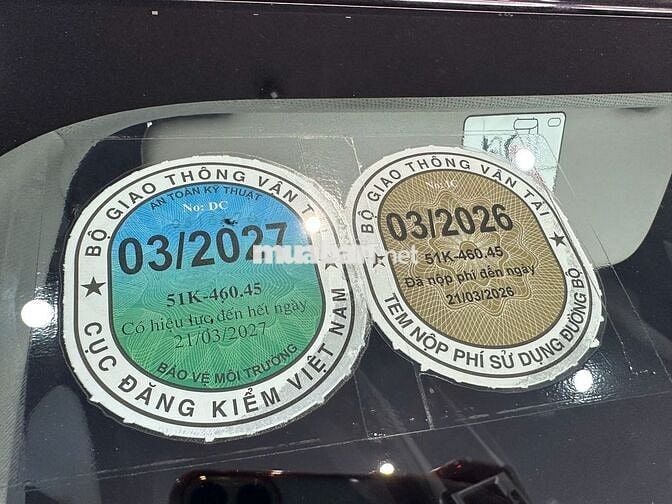 BỘ GIAO THÔNG VẬN TẢI
AN TOÀN KỸ THUẬT
No: DC
03/2027
51K-460.45
Có hiệu lực đến hết ngày
21/03/2027
BẢO VỆ MÔI TRƯỜNG
CỤC ĐĂNG KIỂM VIỆT NAM
BỘ GIAO THÔNG VẬN TẢI
No: IC
03/2026
51K-460.45
Đã nộp phí đến ngày
21/03/2026
TEM NỘP PHÍ SỬ DỤNG ĐƯỜNG BỘ
muaban.net